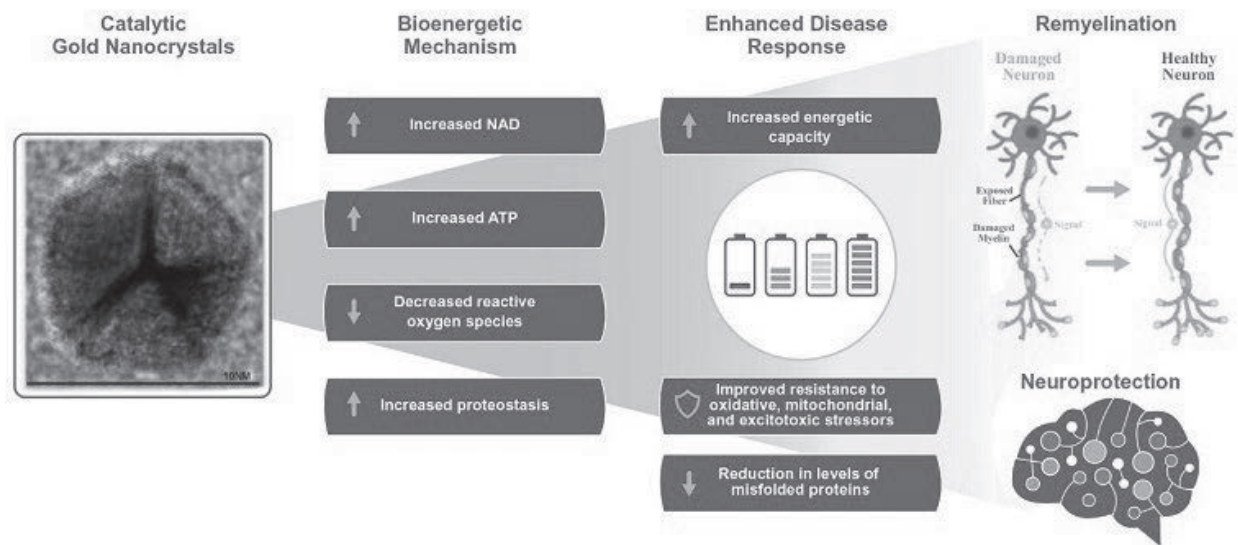 Catalytic
Gold Nanocrystals
10NM
Bioenergetic
Mechanism
Increased NAD
Increased ATP
Decreased reactive
oxygen species
Increased proteostasis
Enhanced Disease
Response
Increased energetic
capacity
Improved resistance to
oxidative, mitochondrial,
and excitotoxic stressors
Reduction in levels of
misfolded proteins
Remyelination
Damaged
Neuron
Healthy
Neuron
Exposed
Fiber
Signal
Damaged
Myelin
Signal
Neuroprotection